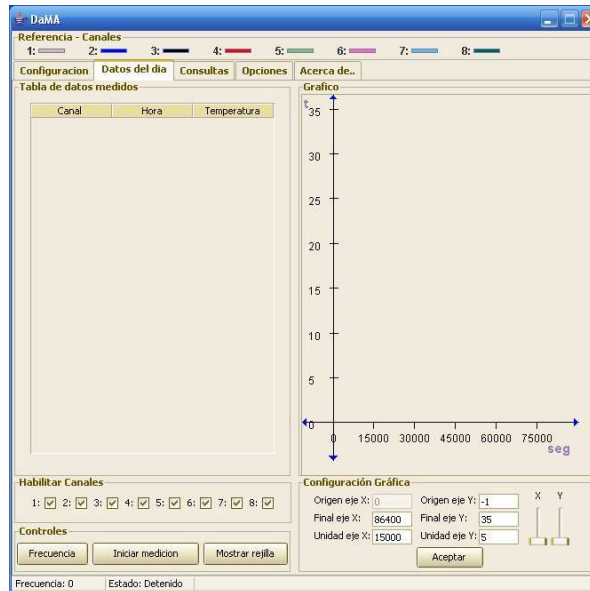 DaMA
Referencia - Canales
1: 2: 3: 4: 5: 6: 7: 8:
Configuracion Datos del dia Consultas Opciones Acerca de..
Tabla de datos medidos
Canal Hora Temperatura
Grafico
t
35
30
25
20
15
10
5
0
0 15000 30000 45000 60000 75000
seg
Habilitar Canales
1: 2: 3: 4: 5: 6: 7: 8:
Controles
Frecuencia Iniciar medicion Mostrar rejilla
Configuración Gráfica
Origen eje X: 0 Origen eje Y: -1 X Y
Final eje X: 86400 Final eje Y: 35
Unidad eje X: 15000 Unidad eje Y: 5
Aceptar
Frecuencia: 0 Estado: Detenido